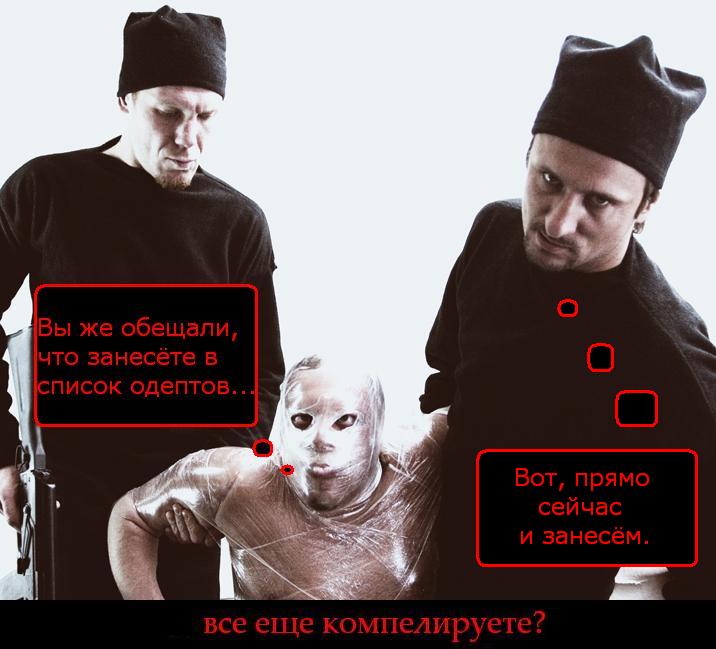 Вы же обещали,
что занесёте в
список одептов...
Вот, прямо
сейчас
и занесём.
все еще компелируете?